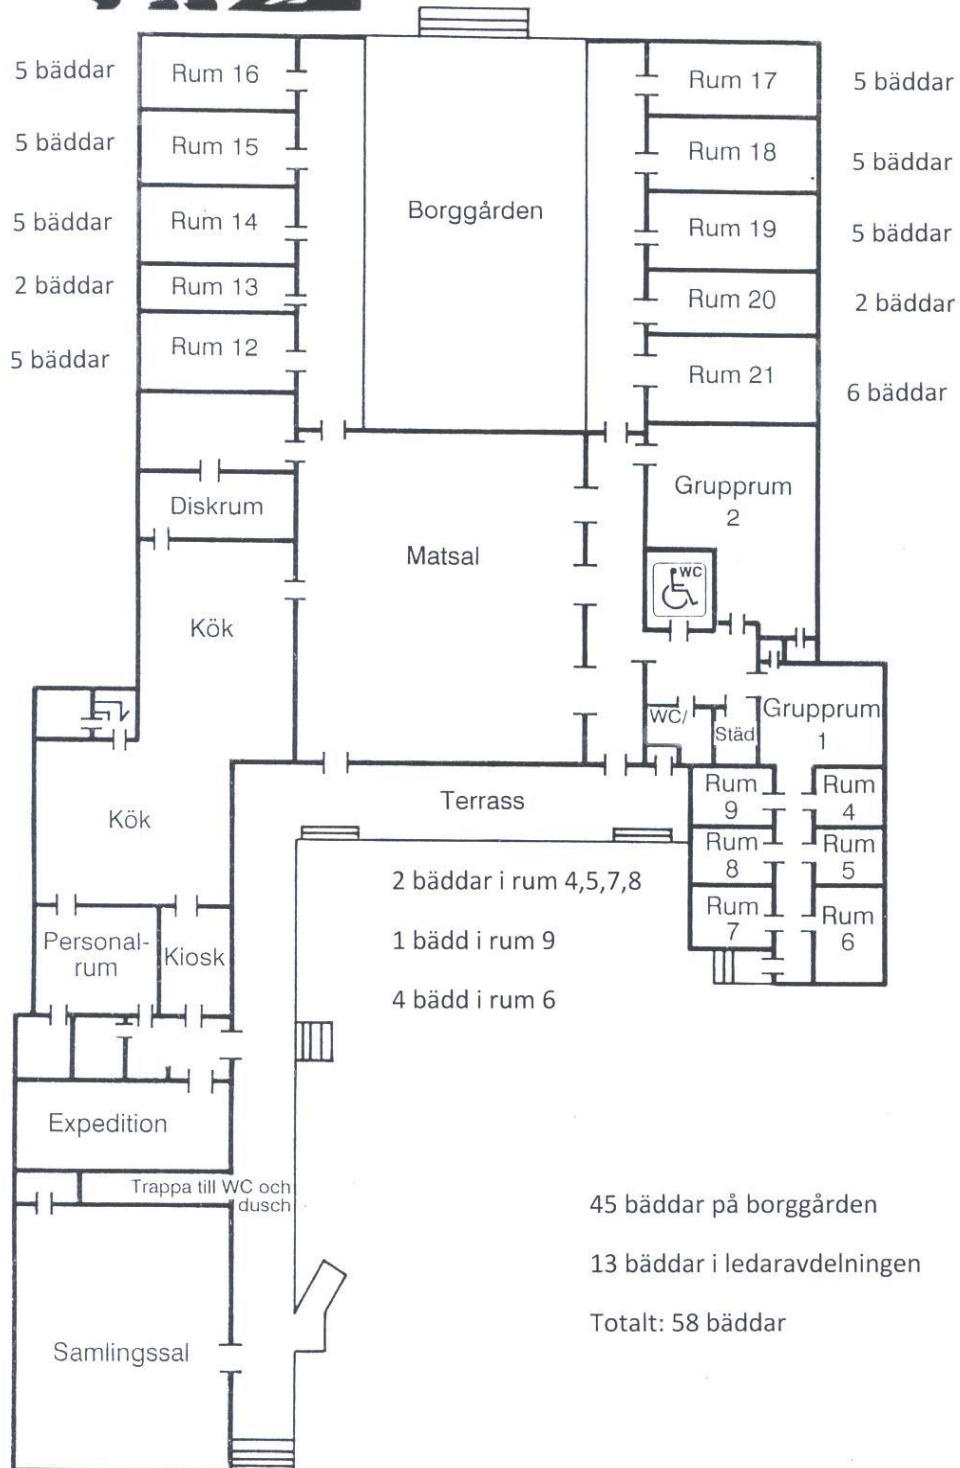 5 bäddar
Rum 16
Rum 17
5 bäddar
5 bäddar
Rum 15
Rum 18
5 bäddar
5 bäddar
Rum 14
Borggården
Rum 19
5 bäddar
2 bäddar
Rum 13
Rum 20
2 bäddar
5 bäddar
Rum 12
Rum 21
6 bäddar
Diskrum
Matsal
Grupprum
2
WC
Kök
WC/
Städ
Grupprum
1
Kök
Terrass
Rum
9
Rum
4
Rum
8
Rum
5
Rum
7
Rum
6
2 bäddar i rum 4,5,7,8
1 bädd i rum 9
4 bädd i rum 6
Personal-
rum
Kiosk
Expedition
Trappa till WC och
dusch
45 bäddar på borggården
13 bäddar i ledaravdelningen
Totalt: 58 bäddar
Samlingssal